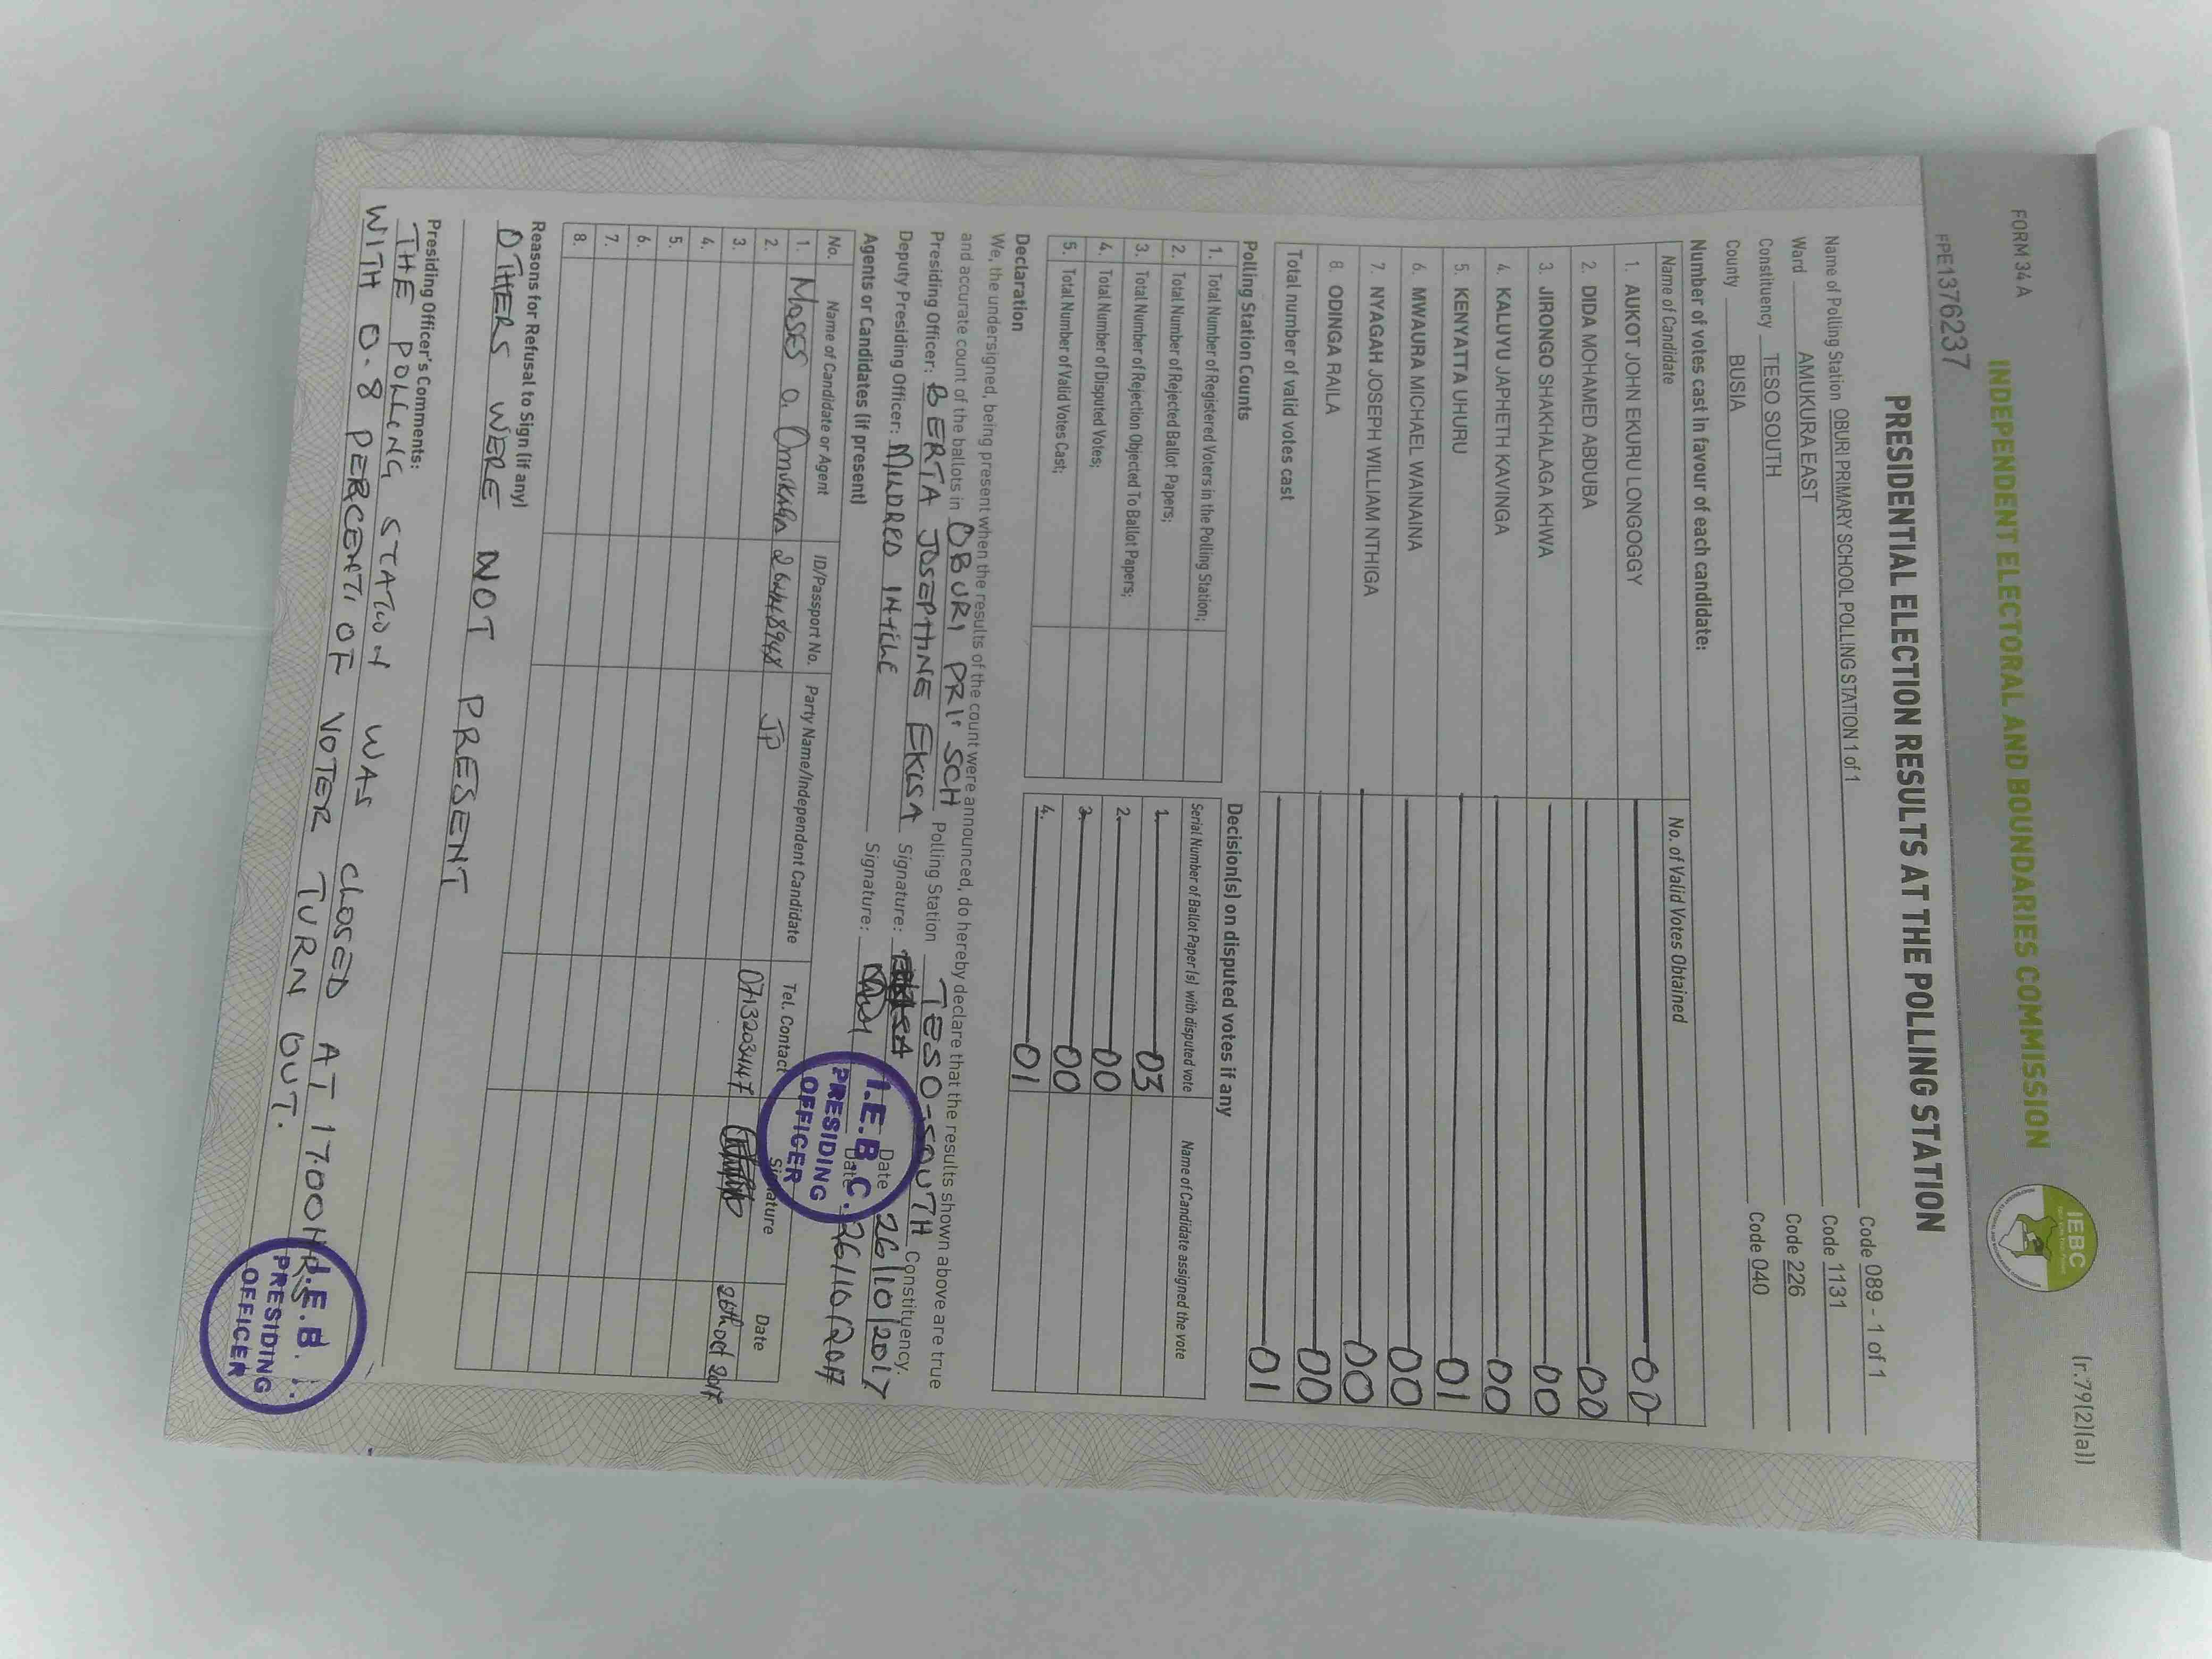 FORM 34A
(r.79(2)(a))
INDEPENDENT ELECTORAL AND BOUNDARIES COMMISSION
IEBC
FPE1376237
PRESIDENTIAL ELECTION RESULTS AT THE POLLING STATION
Name of Polling Station OBURI PRIMARY SCHOOL POLLING STATION 1 of 1 Code 089 - 1 of 1
Ward AMUKURA EAST Code 1131
Constituency TESO SOUTH Code 226
County BUSIA Code 040
Number of votes cast in favour of each candidate:
Name of Candidate No. of Valid Votes Obtained
1. AUKOT JOHN EKURU LONGOGGY 00
2. DIDA MOHAMED ABDUBA 00
3. JIRONGO SHAKHALAGA KHWA 00
4. KALUYU JAPHETH KAVINGA 00
5. KENYATTA UHURU 01
6. MWAURA MICHAEL WAINAINA 00
7. NYAGAH JOSEPH WILLIAM NTHIGA 00
8. ODINGA RAILA 00
Total number of valid votes cast 01
Polling Station Counts Decision(s) on disputed votes if any
Serial Number of Ballot Paper(s) with disputed vote Name of Candidate assigned the vote
1. Total Number of Registered Voters in the Polling Station;
2. Total Number of Rejected Ballot Papers; 1. 03
3. Total Number of Rejection Objected To Ballot Papers; 2. 00
4. Total Number of Disputed Votes; 3. 00
5. Total Number of Valid Votes Cast; 4. 01
Declaration
We, the undersigned, being present when the results of the count were announced, do hereby declare that the results shown above are true
and accurate count of the ballots in OBURI PRI' SCH Polling Station TESO-SOUTH Constituency.
Presiding Officer: BERTA JOSEPHINE EKISA Signature: Date 26/10/2017
Deputy Presiding Officer: MILDRED Signature: Date 26/10/2017
Agents or Candidates (if present)
No. Name of Candidate or Agent ID/Passport No. Party Name/Independent Candidate Tel. Contact Signature Date
1. Moses O. JP 0713203447 26th Oct 2017
2.
3.
4.
5.
6.
7.
8.
I.E.B.C.
PRESIDING
OFFICER
Reasons for Refusal to Sign (if any)
OTHERS WERE NOT PRESENT
Presiding Officer's Comments:
THE POLLING STATION WAS CLOSED AT 1700HRS
WITH 0.8 PERCENT OF VOTER TURN OUT.
I.E.B.
PRESIDING
OFFICER